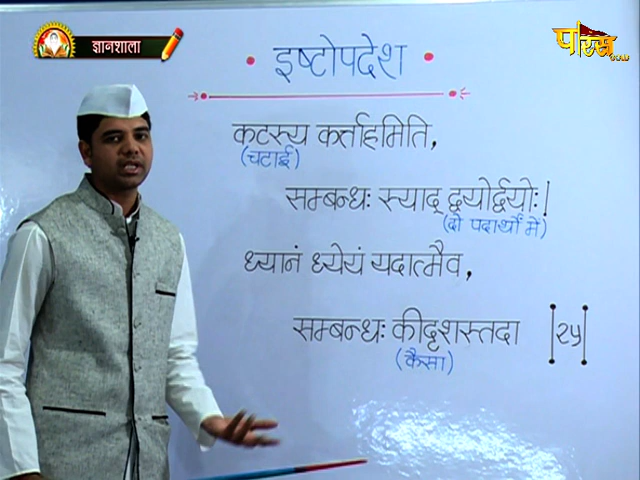 ज्ञानशाला
पारस
GOLD
इष्टोपदेश
कटस्य कर्त्ताहमिति,
(चटाई)
सम्बन्धः स्याद् द्वयोर्द्वयोः।
(दो पदार्थों में)
ध्यानं ध्येयं यदात्मैव,
सम्बन्धः कीदृशस्तदा |२५|
(कैसा)